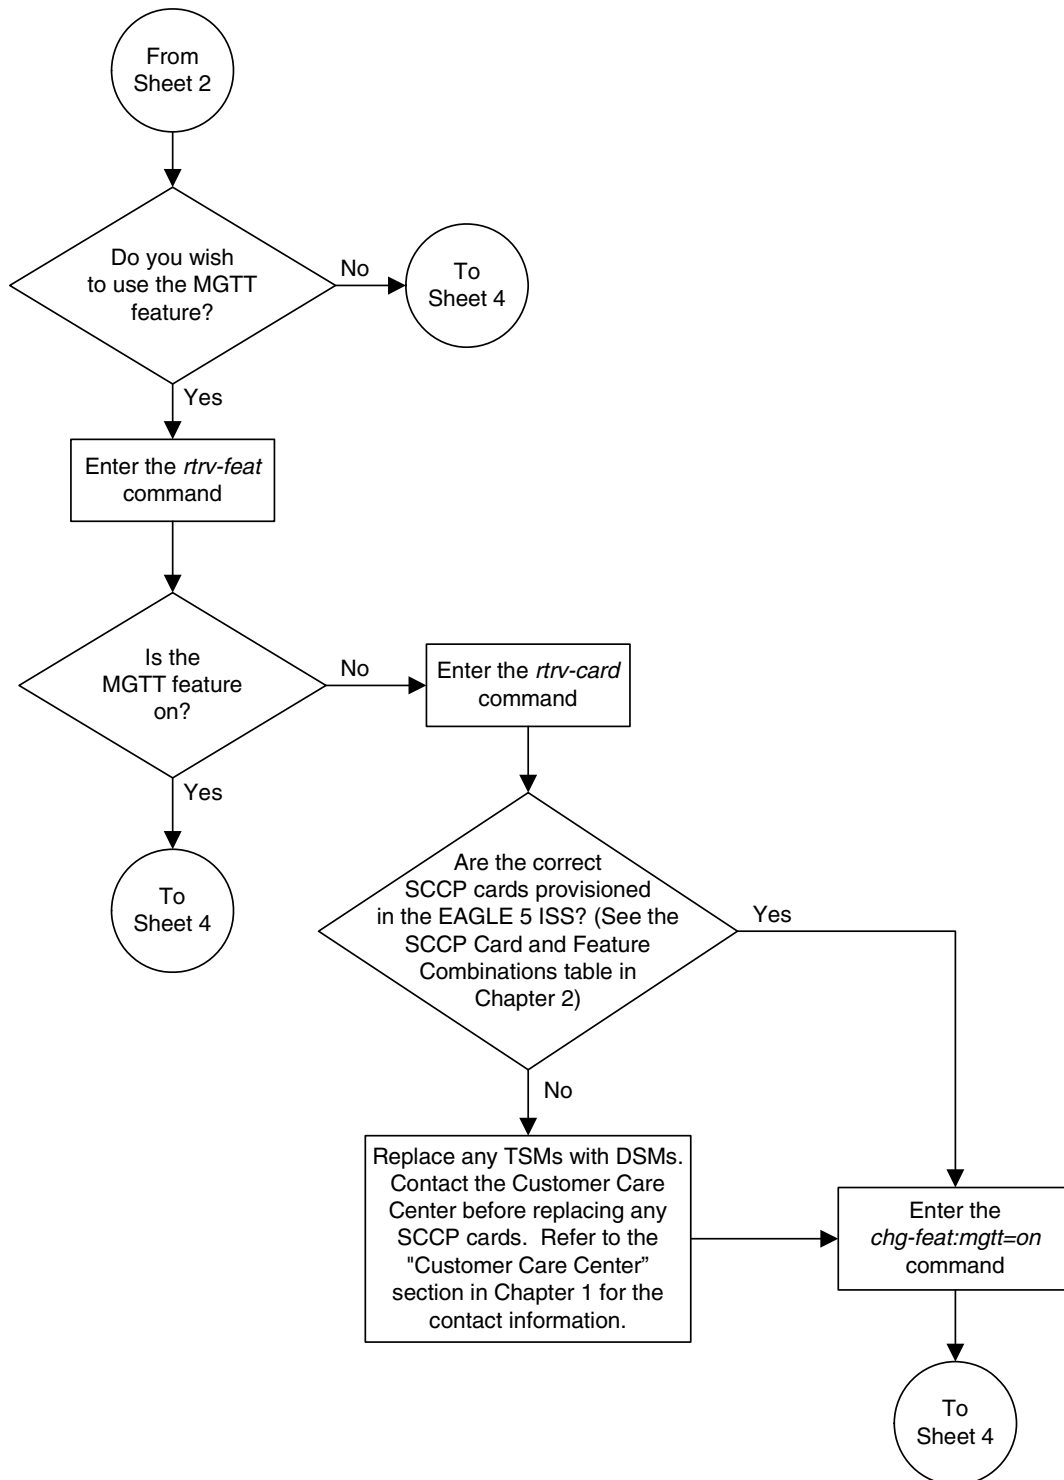 From
Sheet 2
Do you wish
to use the MGTT
feature?
No
To
Sheet 4
Yes
Enter the rtrv-feat
command
Is the
MGTT feature
on?
No
Enter the rtrv-card
command
Yes
To
Sheet 4
Are the correct
SCCP cards provisioned
in the EAGLE 5 ISS? (See the
SCCP Card and Feature
Combinations table in
Chapter 2)
Yes
No
Replace any TSMs with DSMs.
Contact the Customer Care
Center before replacing any
SCCP cards.  Refer to the
"Customer Care Center”
section in Chapter 1 for the
contact information.
Enter the
chg-feat:mgtt=on
command
To
Sheet 4